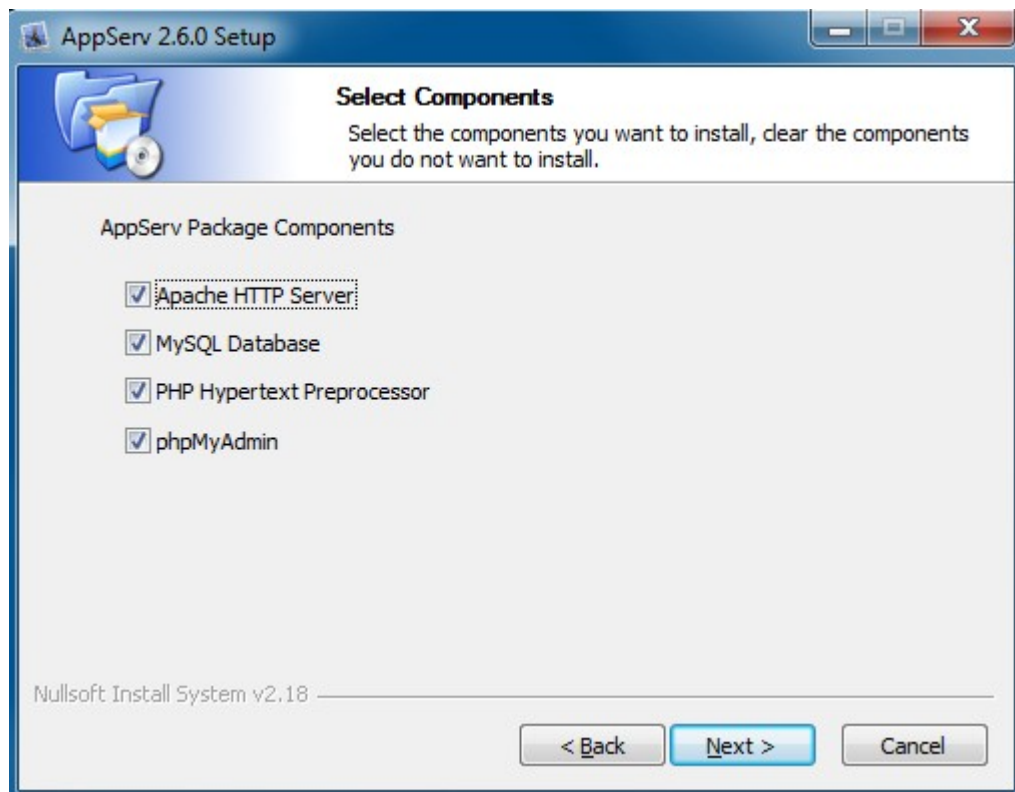 AppServ 2.6.0 Setup
Select Components
Select the components you want to install, clear the components
you do not want to install.
AppServ Package Components
Apache HTTP Server
MySQL Database
PHP Hypertext Preprocessor
phpMyAdmin
Nullsoft Install System v2.18
< Back
Next >
Cancel